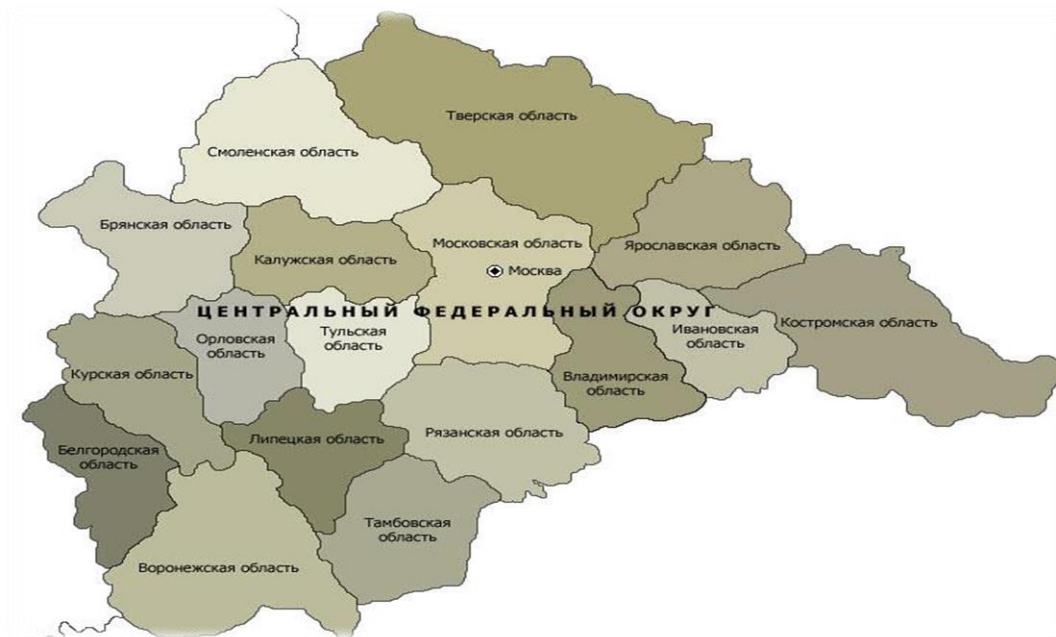 Тверская область
Смоленская область
Брянская область
Калужская область
Московская область
Москва
Ярославская область
ЦЕНТРАЛЬНЫЙ ФЕДЕРАЛЬНЫЙ ОКРУГ
Орловская
область
Тульская
область
Ивановская
область
Костромская область
Курская область
Владимирская
область
Белгородская
область
Липецкая область
Рязанская область
Тамбовская
область
Воронежская область